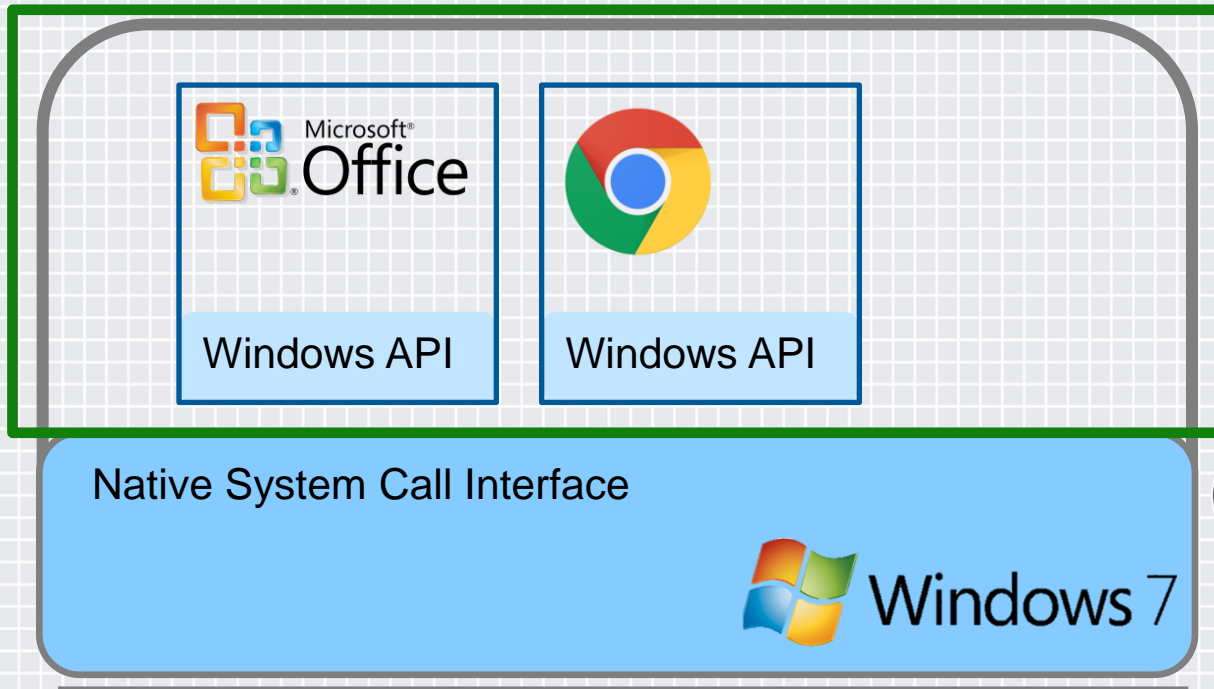 Microsoft®
Office
Windows API
Windows API
Native System Call Interface
Windows 7